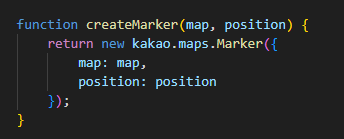 function createMarker(map, position) {
    return new kakao.maps.Marker({
        map: map,
        position: position
    });
}